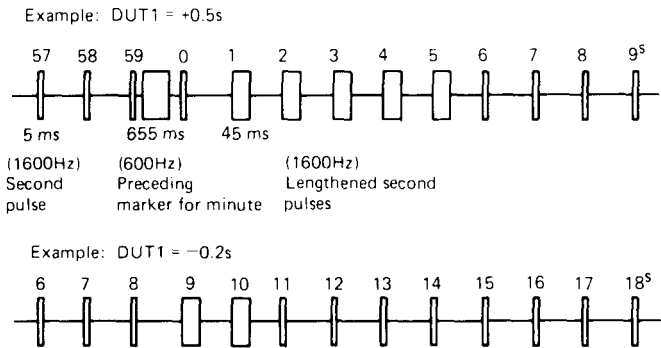 Example: DUT1 = +0.5s
57 58 59 0 1 2 3 4 5 6 7 8 9s
5 ms 655 ms 45 ms
(1600Hz) (600Hz) (1600Hz)
Second Preceding Lengthened second
pulse marker for minute pulses
Example: DUT1 = −0.2s
6 7 8 9 10 11 12 13 14 15 16 17 18s